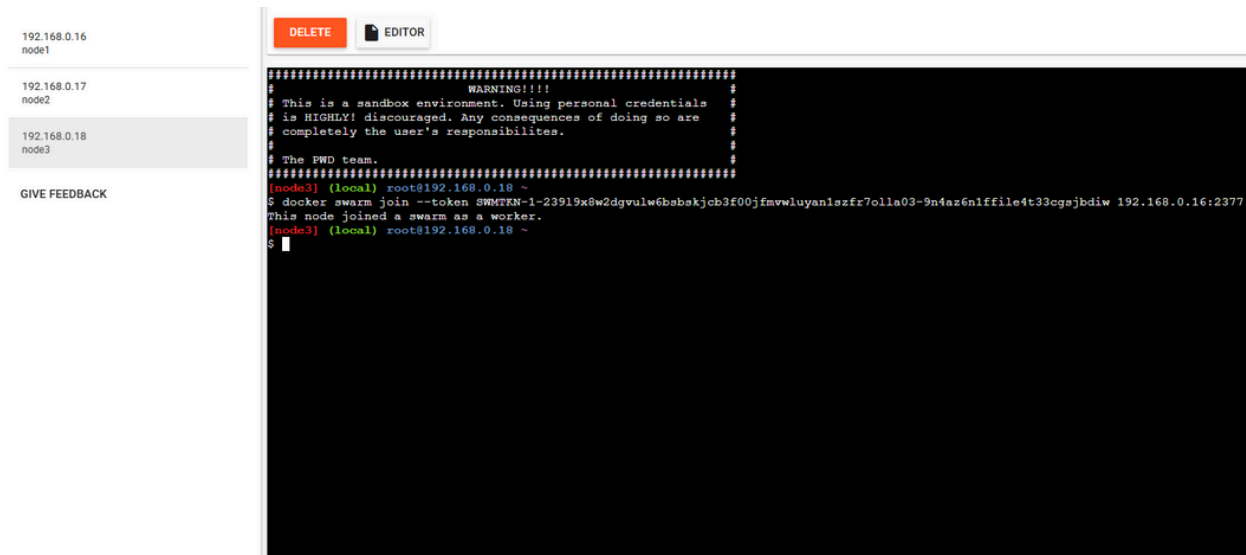 192.168.0.16
node1
192.168.0.17
node2
192.168.0.18
node3
GIVE FEEDBACK
DELETE
EDITOR
###############################################################
#                          WARNING!!!!                        #
# This is a sandbox environment. Using personal credentials   #
# is HIGHLY! discouraged. Any consequences of doing so are    #
# completely the user's responsibilites.                      #
#                                                             #
# The PWD team.                                               #
###############################################################
[node3] (local) root@192.168.0.18 ~
$ docker swarm join --token SWMTKN-1-239l9x8w2dgvulw6bsbskjcb3f00jfmvwluyan1szfr7olla03-9n4az6n1ffile4t33cgsjbdiw 192.168.0.16:2377
This node joined a swarm as a worker.
[node3] (local) root@192.168.0.18 ~
$